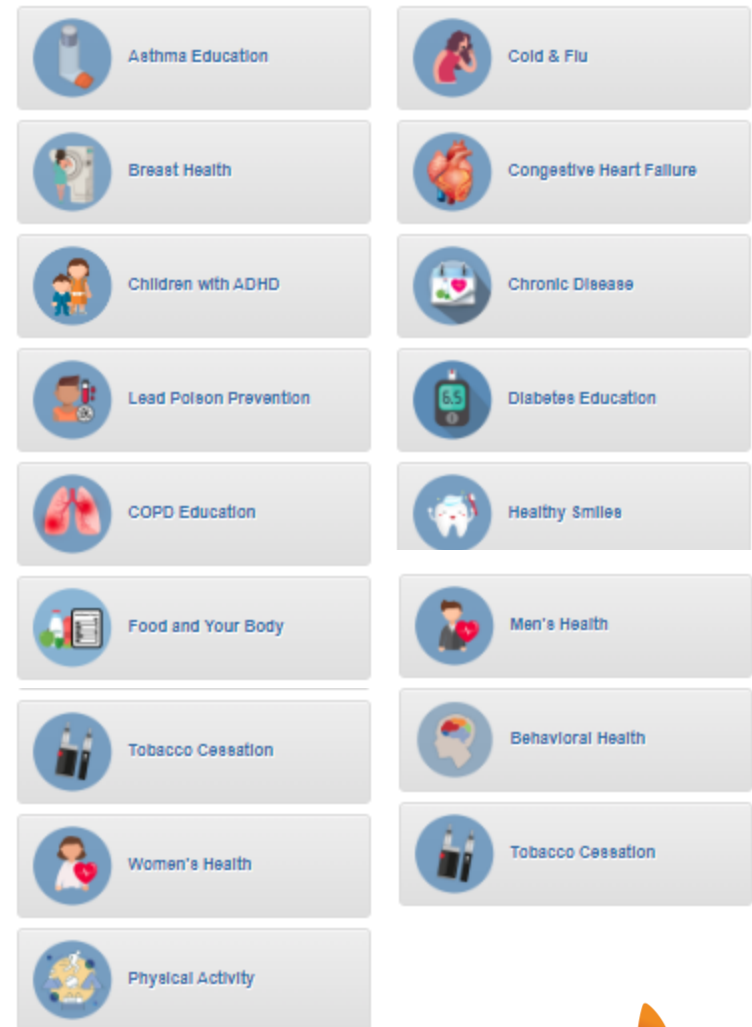 Asthma Education
Cold & Flu
Breast Health
Congestive Heart Failure
Children with ADHD
Chronic Disease
Lead Poison Prevention
6.5
Diabetes Education
COPD Education
Healthy Smiles
Food and Your Body
Men's Health
Tobacco Cessation
Behavioral Health
Women's Health
Tobacco Cessation
Physical Activity